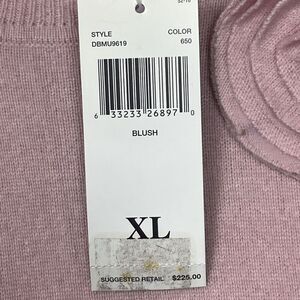 STYLE COLOR
DBMU9619 650
6 33233 26897 0
BLUSH
XL
SUGGESTED RETAIL $225.00